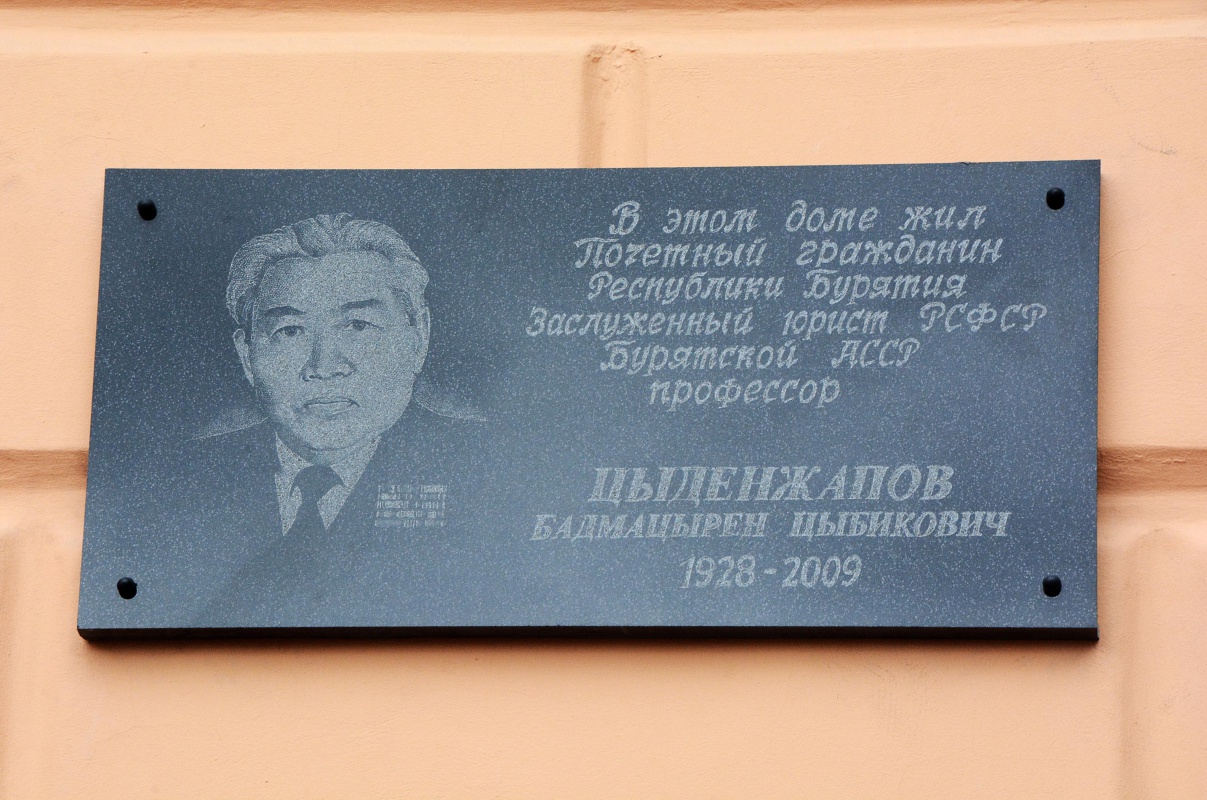 В этом доме жил
Почетный гражданин
Республики Бурятия
Заслуженный юрист РСФСР
Бурятской АССР
профессор
ЦЫДЕНЖАПОВ
БАДМАЦЫРЕН ЦЫБИКОВИЧ
1928-2009